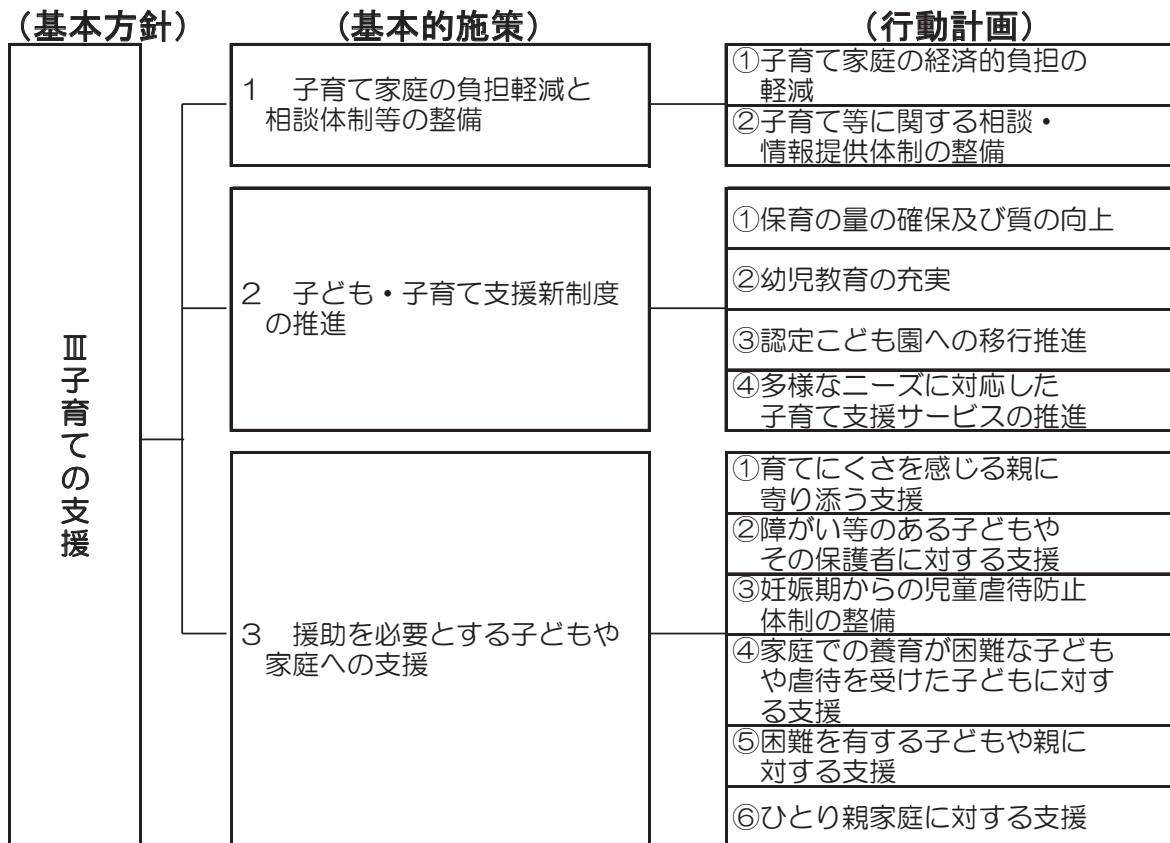 （基本方針）
（基本的施策）
（行動計画）
Ⅲ子育ての支援
１　子育て家庭の負担軽減と
相談体制等の整備
①子育て家庭の経済的負担の
軽減
②子育て等に関する相談・
情報提供体制の整備
２　子ども・子育て支援新制度
の推進
①保育の量の確保及び質の向上
②幼児教育の充実
③認定こども園への移行推進
④多様なニーズに対応した
子育て支援サービスの推進
３　援助を必要とする子どもや
家庭への支援
①育てにくさを感じる親に
寄り添う支援
②障がい等のある子どもや
その保護者に対する支援
③妊娠期からの児童虐待防止
体制の整備
④家庭での養育が困難な子ども
や虐待を受けた子どもに対す
る支援
⑤困難を有する子どもや親に
対する支援
⑥ひとり親家庭に対する支援